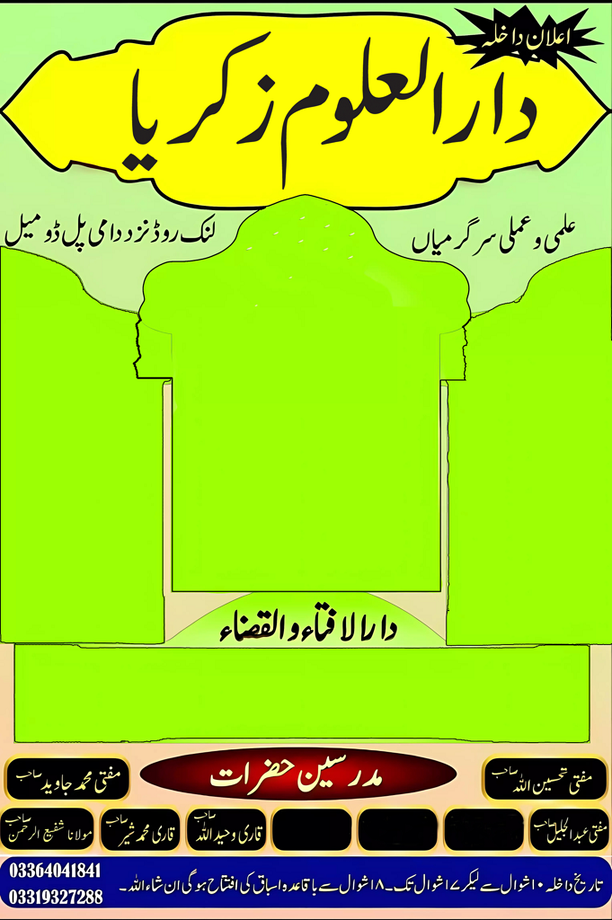 اعلان داخلہ
دارالعلوم زکریا
علمی و عملی سرگرمیاں
لنک روڈ نزد دامی پل ڈومیل
دارالافتاء والقضاء
مدرسین حضرات
مفتی تحسین اللہ صاحب
مفتی محمد جاوید صاحب
مفتی عبدالجلیل صاحب
قاری وحید اللہ صاحب
قاری محمد شیر صاحب
مولانا شفیع الرحمن صاحب
تاریخ داخلہ ۱۰ شوال سے لیکر ۱۷ شوال تک۔ ۱۸ شوال سے باقاعدہ اسباق کی افتتاح ہوگی ان شاءاللہ۔
03364041841
03319327288